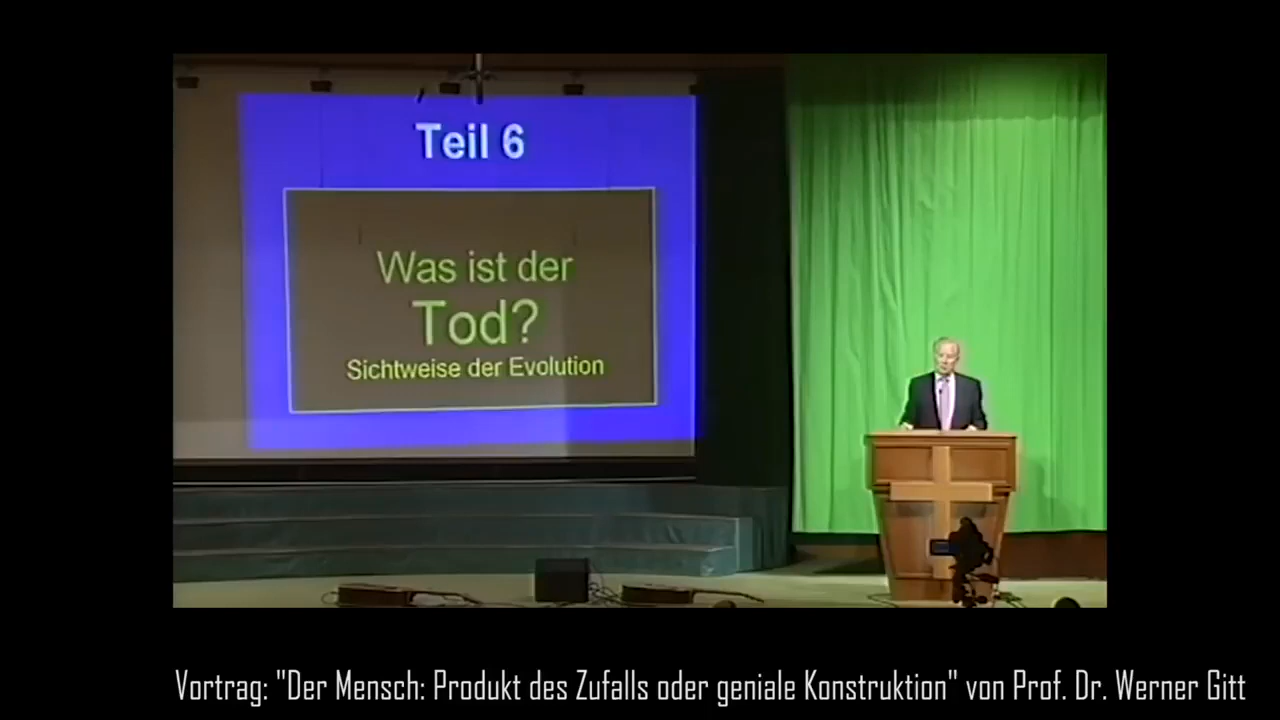 Teil 6
Was ist der
Tod?
Sichtweise der Evolution
Vortrag: "Der Mensch: Produkt des Zufalls oder geniale Konstruktion" von Prof. Dr. Werner Gitt